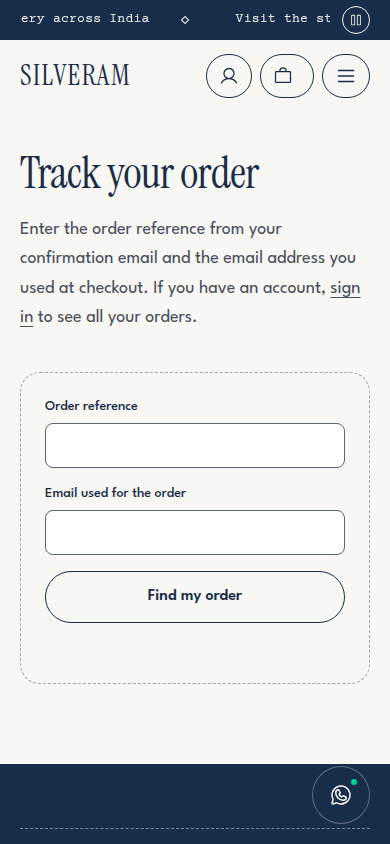 ery across India ◇ Visit the st
SILVERAM
Track your order
Enter the order reference from your
confirmation email and the email address you
used at checkout. If you have an account, sign
in to see all your orders.
Order reference
Email used for the order
Find my order